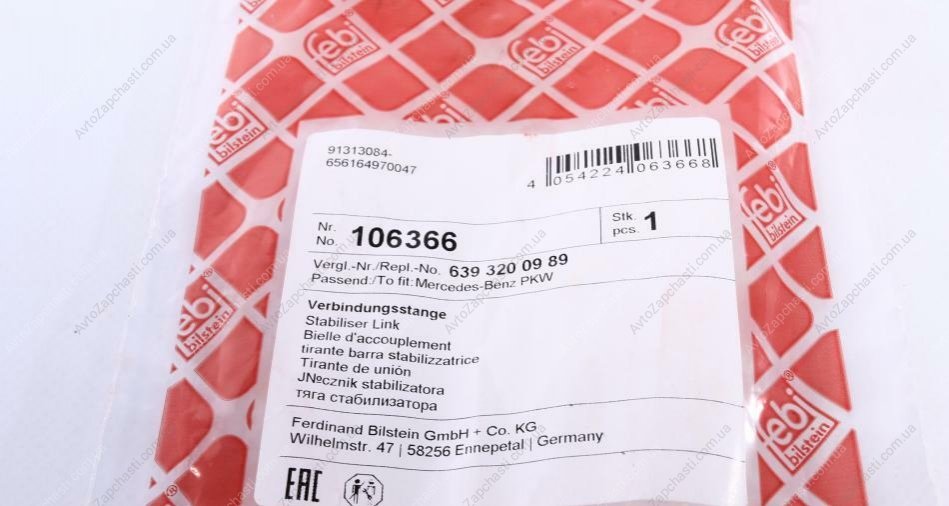 febi
bilstein
febi
bilstein
febi
bilstein
febi
bilstein
91313084-
656164970047
4 054224 063668
Nr.
No. 106366
Stk.
pcs. 1
Vergl.-Nr./Repl.-No. 639 320 09 89
Passend:/To fit: Mercedes-Benz PKW
Verbindungsstange
Stabiliser Link
Bielle d'accouplement
tirante barra stabilizzatrice
Tirante de unión
J№cznik stabilizatora
тяга стабилизатора
Ferdinand Bilstein GmbH + Co. KG
Wilhelmstr. 47 | 58256 Ennepetal | Germany
EAC
febi
bilstein
febi
bilstein
febi
bilstein
AvtoZapchasti.com.ua